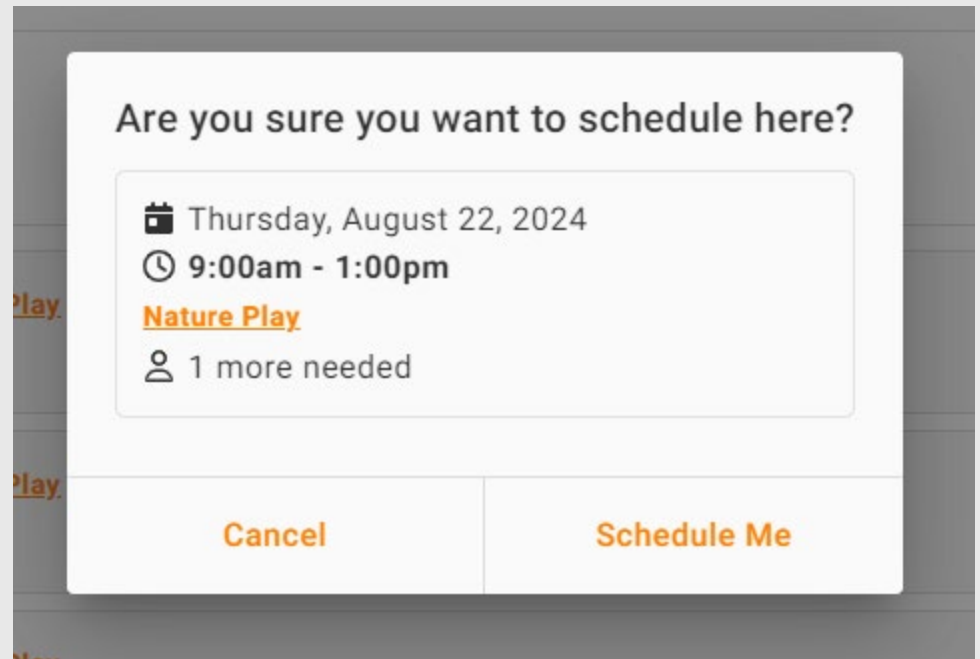 Are you sure you want to schedule here?
Thursday, August 22, 2024
9:00am - 1:00pm
Nature Play
1 more needed
Play
Play
Cancel
Schedule Me